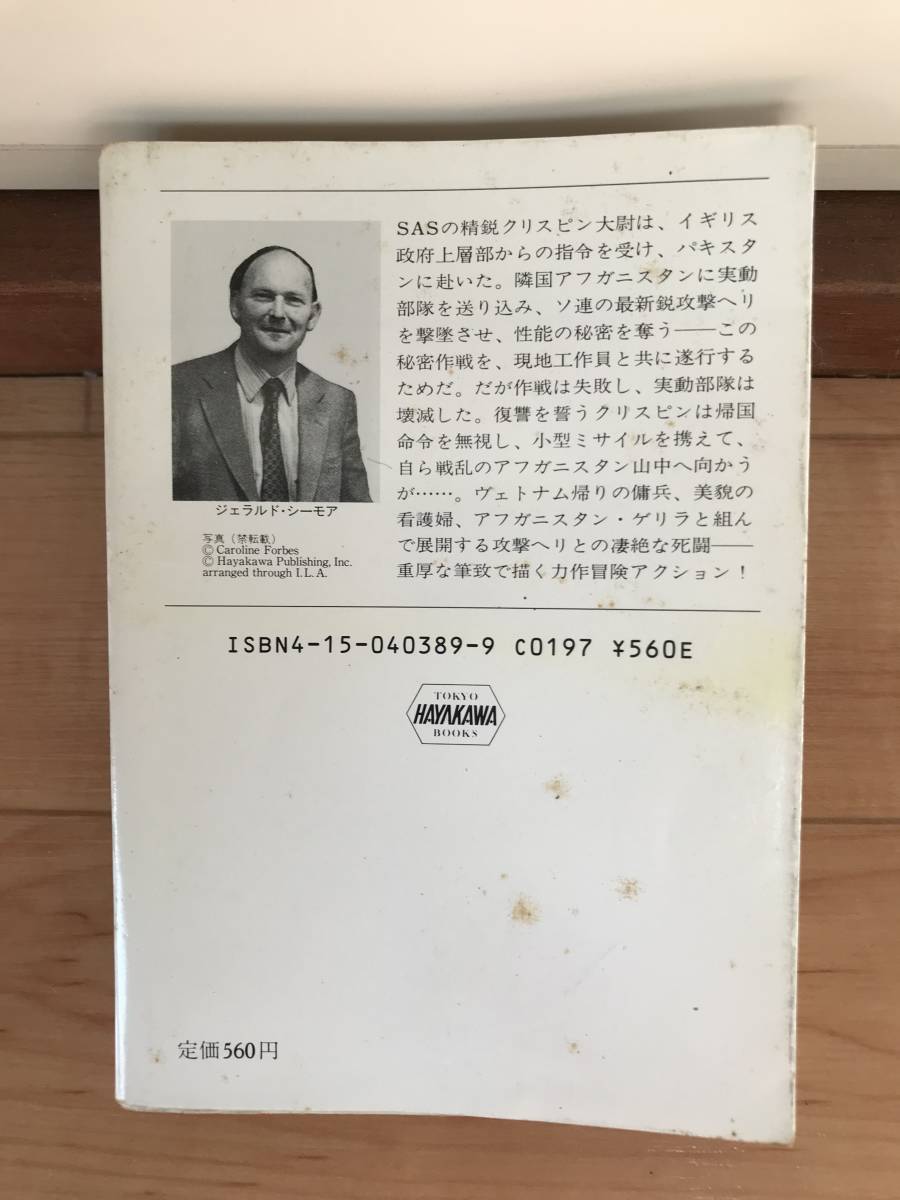 SASの精鋭クリスピン大尉は、イギリス
政府上層部からの指令を受け、パキスタ
ンに赴いた。隣国アフガニスタンに実動
部隊を送り込み、ソ連の最新鋭攻撃ヘリ
を撃墜させ、性能の秘密を奪う──この
秘密作戦を、現地工作員と共に遂行する
ためだ。だが作戦は失敗し、実動部隊は
壊滅した。復讐を誓うクリスピンは帰国
命令を無視し、小型ミサイルを携えて、
自ら戦乱のアフガニスタン山中へ向かう
が……。ヴェトナム帰りの傭兵、美貌の
看護婦、アフガニスタン・ゲリラと組ん
で展開する攻撃ヘリとの凄絶な死闘──
重厚な筆致で描く力作冒険アクション！
ジェラルド・シーモア
写真（禁転載）
© Caroline Forbes
© Hayakawa Publishing, Inc.
arranged through I.L.A.
ISBN4-15-040389-9 C0197 ¥560E
TOKYO
HAYAKAWA
BOOKS
定価560円